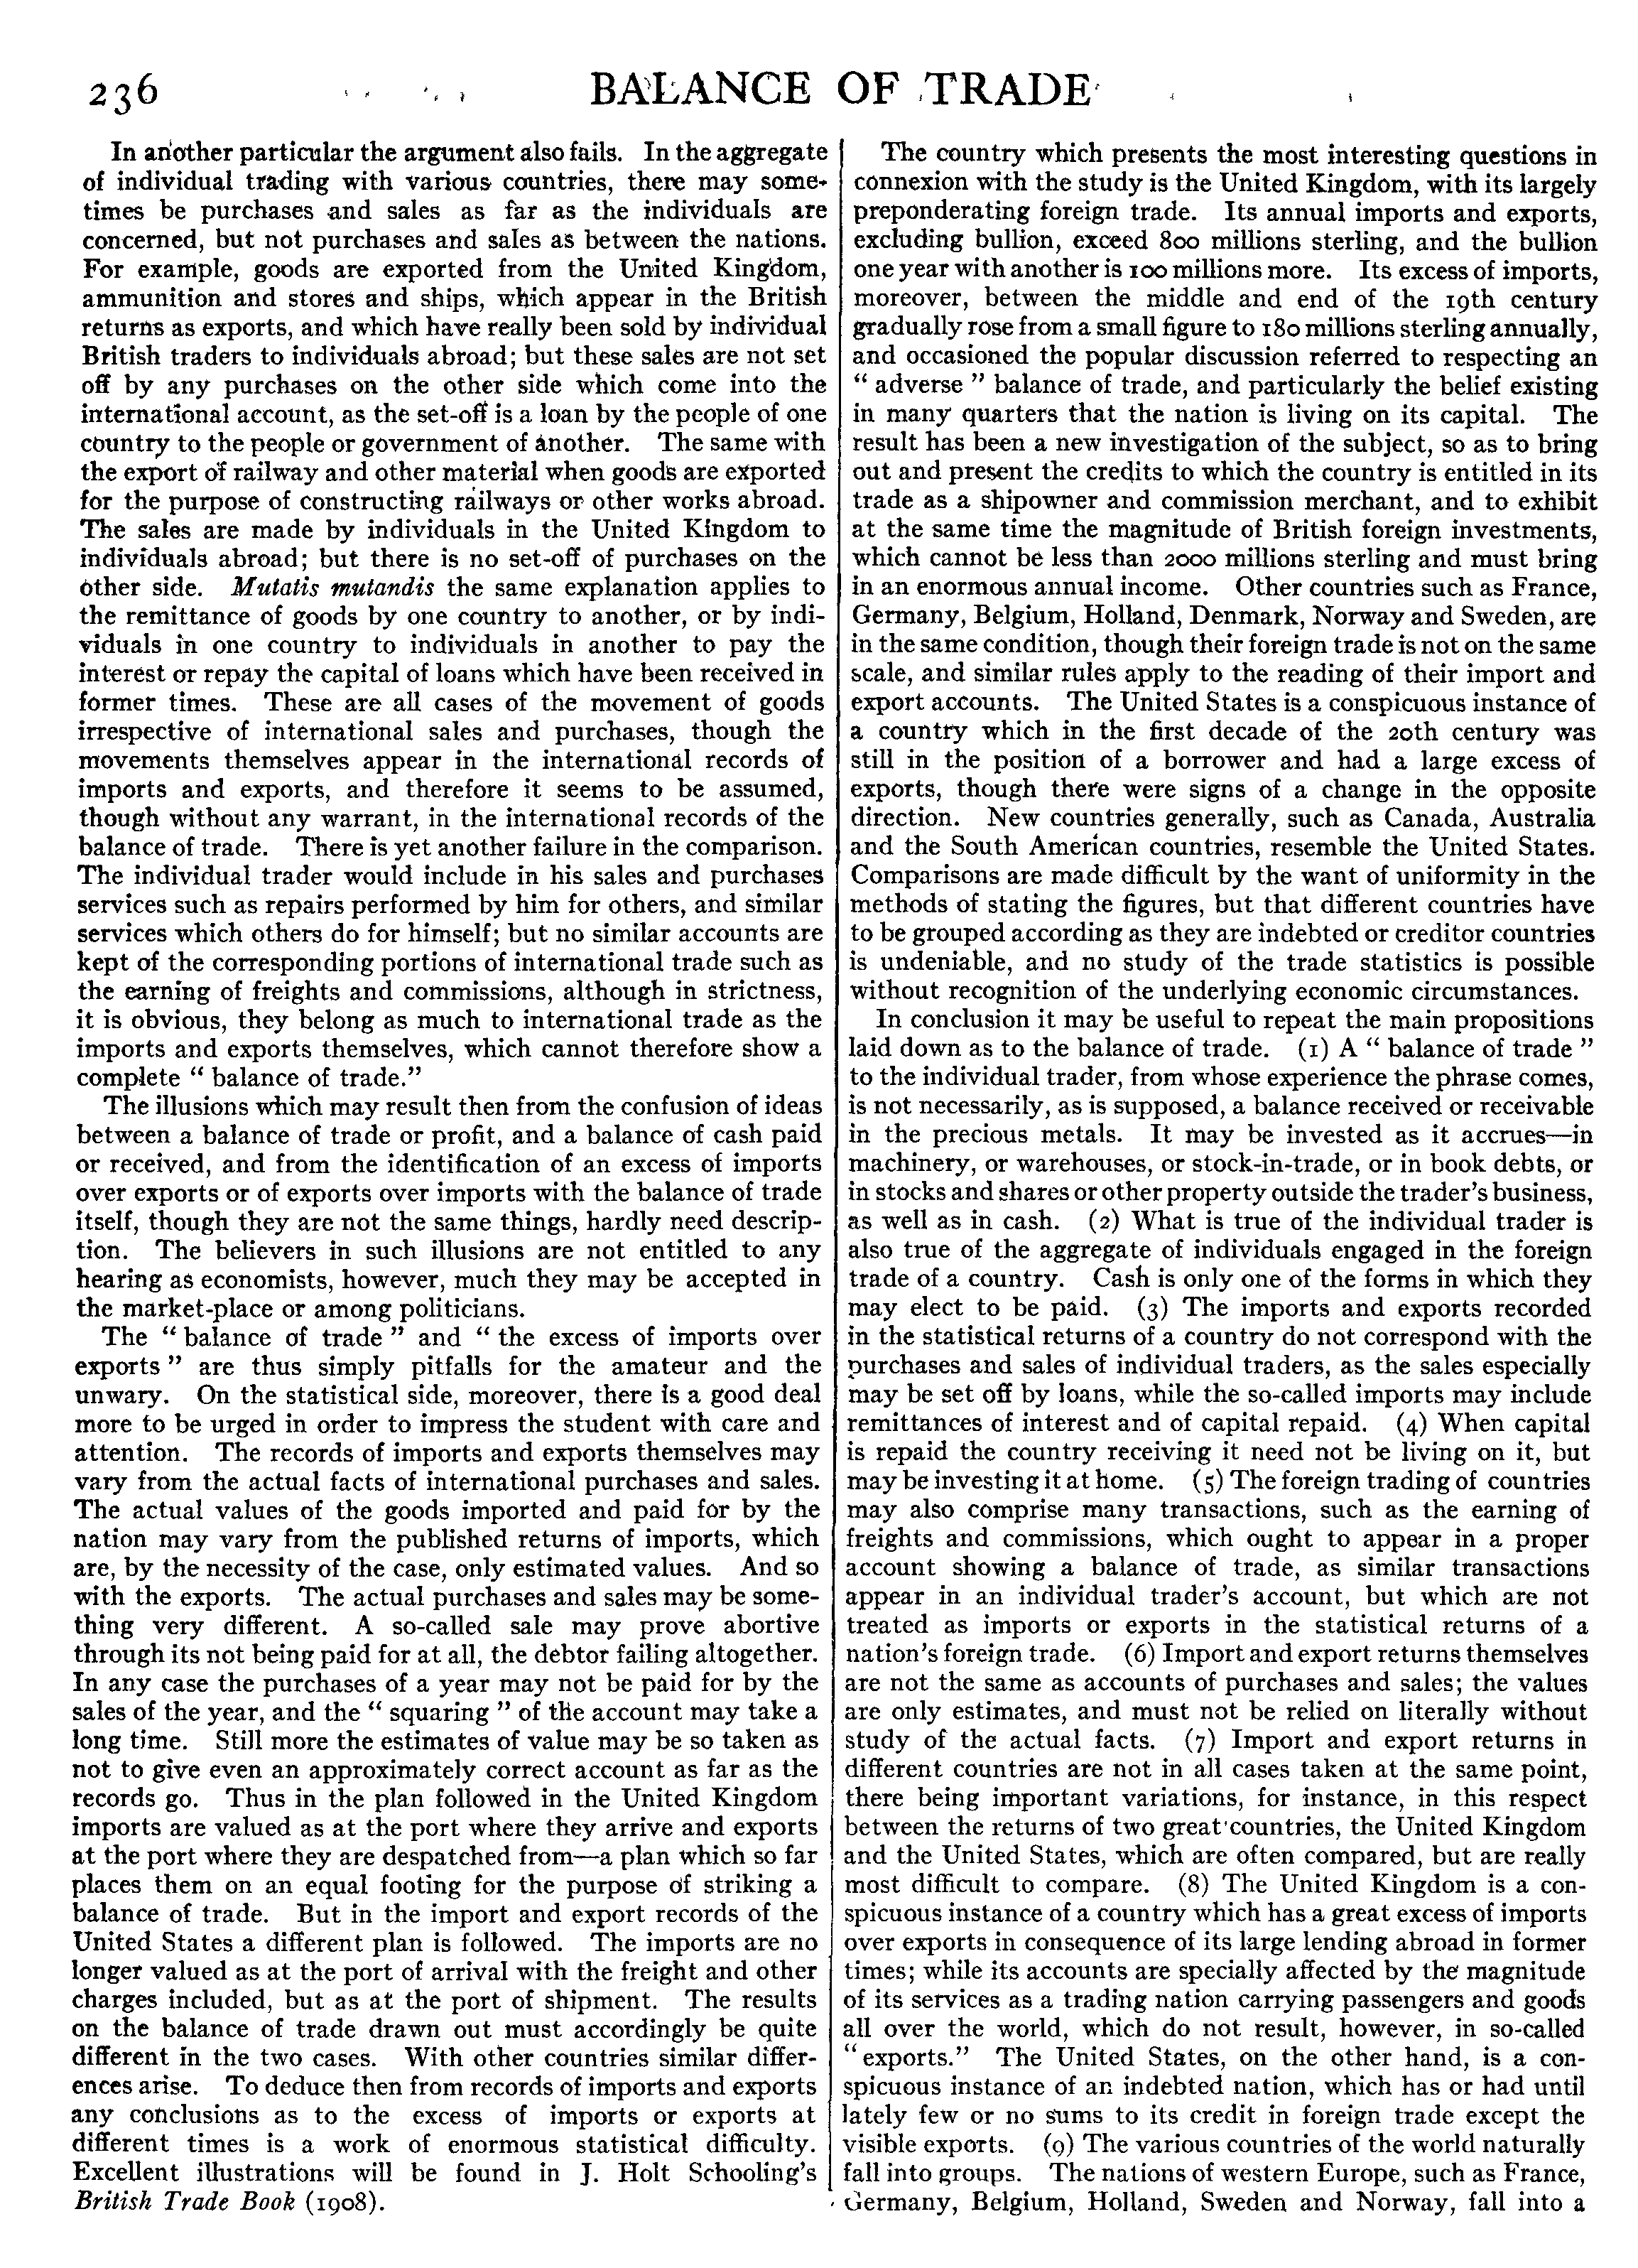 236
BALANCE OF TRADE
In another particular the argument also fails. In the aggregate
of individual trading with various countries, there may some-
times be purchases and sales as far as the individuals are
concerned, but not purchases and sales as between the nations.
For example, goods are exported from the United Kingdom,
ammunition and stores and ships, which appear in the British
returns as exports, and which have really been sold by individual
British traders to individuals abroad; but these sales are not set
off by any purchases on the other side which come into the
international account, as the set-off is a loan by the people of one
country to the people or government of another. The same with
the export of railway and other material when goods are exported
for the purpose of constructing railways or other works abroad.
The sales are made by individuals in the United Kingdom to
individuals abroad; but there is no set-off of purchases on the
other side. Mutatis mutandis the same explanation applies to
the remittance of goods by one country to another, or by indi-
viduals in one country to individuals in another to pay the
interest or repay the capital of loans which have been received in
former times. These are all cases of the movement of goods
irrespective of international sales and purchases, though the
movements themselves appear in the international records of
imports and exports, and therefore it seems to be assumed,
though without any warrant, in the international records of the
balance of trade. There is yet another failure in the comparison.
The individual trader would include in his sales and purchases
services such as repairs performed by him for others, and similar
services which others do for himself; but no similar accounts are
kept of the corresponding portions of international trade such as
the earning of freights and commissions, although in strictness,
it is obvious, they belong as much to international trade as the
imports and exports themselves, which cannot therefore show a
complete “ balance of trade.”
The illusions which may result then from the confusion of ideas
between a balance of trade or profit, and a balance of cash paid
or received, and from the identification of an excess of imports
over exports or of exports over imports with the balance of trade
itself, though they are not the same things, hardly need descrip-
tion. The believers in such illusions are not entitled to any
hearing as economists, however, much they may be accepted in
the market-place or among politicians.
The “ balance of trade ” and “ the excess of imports over
exports ” are thus simply pitfalls for the amateur and the
unwary. On the statistical side, moreover, there is a good deal
more to be urged in order to impress the student with care and
attention. The records of imports and exports themselves may
vary from the actual facts of international purchases and sales.
The actual values of the goods imported and paid for by the
nation may vary from the published returns of imports, which
are, by the necessity of the case, only estimated values. And so
with the exports. The actual purchases and sales may be some-
thing very different. A so-called sale may prove abortive
through its not being paid for at all, the debtor failing altogether.
In any case the purchases of a year may not be paid for by the
sales of the year, and the “ squaring ” of the account may take a
long time. Still more the estimates of value may be so taken as
not to give even an approximately correct account as far as the
records go. Thus in the plan followed in the United Kingdom
imports are valued as at the port where they arrive and exports
at the port where they are despatched from—a plan which so far
places them on an equal footing for the purpose of striking a
balance of trade. But in the import and export records of the
United States a different plan is followed. The imports are no
longer valued as at the port of arrival with the freight and other
charges included, but as at the port of shipment. The results
on the balance of trade drawn out must accordingly be quite
different in the two cases. With other countries similar differ-
ences arise. To deduce then from records of imports and exports
any conclusions as to the excess of imports or exports at
different times is a work of enormous statistical difficulty.
Excellent illustrations will be found in J. Holt Schooling’s
British Trade Book (1908).
The country which presents the most interesting questions in
connexion with the study is the United Kingdom, with its largely
preponderating foreign trade. Its annual imports and exports,
excluding bullion, exceed 800 millions sterling, and the bullion
one year with another is 100 millions more. Its excess of imports,
moreover, between the middle and end of the 19th century
gradually rose from a small figure to 180 millions sterling annually,
and occasioned the popular discussion referred to respecting an
“ adverse ” balance of trade, and particularly the belief existing
in many quarters that the nation is living on its capital. The
result has been a new investigation of the subject, so as to bring
out and present the credits to which the country is entitled in its
trade as a shipowner and commission merchant, and to exhibit
at the same time the magnitude of British foreign investments,
which cannot be less than 2000 millions sterling and must bring
in an enormous annual income. Other countries such as France,
Germany, Belgium, Holland, Denmark, Norway and Sweden, are
in the same condition, though their foreign trade is not on the same
scale, and similar rules apply to the reading of their import and
export accounts. The United States is a conspicuous instance of
a country which in the first decade of the 20th century was
still in the position of a borrower and had a large excess of
exports, though there were signs of a change in the opposite
direction. New countries generally, such as Canada, Australia
and the South American countries, resemble the United States.
Comparisons are made difficult by the want of uniformity in the
methods of stating the figures, but that different countries have
to be grouped according as they are indebted or creditor countries
is undeniable, and no study of the trade statistics is possible
without recognition of the underlying economic circumstances.
In conclusion it may be useful to repeat the main propositions
laid down as to the balance of trade. (1) A “ balance of trade ”
to the individual trader, from whose experience the phrase comes,
is not necessarily, as is supposed, a balance received or receivable
in the precious metals. It may be invested as it accrues—in
machinery, or warehouses, or stock-in-trade, or in book debts, or
in stocks and shares or other property outside the trader’s business,
as well as in cash. (2) What is true of the individual trader is
also true of the aggregate of individuals engaged in the foreign
trade of a country. Cash is only one of the forms in which they
may elect to be paid. (3) The imports and exports recorded
in the statistical returns of a country do not correspond with the
purchases and sales of individual traders, as the sales especially
may be set off by loans, while the so-called imports may include
remittances of interest and of capital repaid. (4) When capital
is repaid the country receiving it need not be living on it, but
may be investing it at home. (5) The foreign trading of countries
may also comprise many transactions, such as the earning of
freights and commissions, which ought to appear in a proper
account showing a balance of trade, as similar transactions
appear in an individual trader’s account, but which are not
treated as imports or exports in the statistical returns of a
nation’s foreign trade. (6) Import and export returns themselves
are not the same as accounts of purchases and sales; the values
are only estimates, and must not be relied on literally without
study of the actual facts. (7) Import and export returns in
different countries are not in all cases taken at the same point,
there being important variations, for instance, in this respect
between the returns of two great countries, the United Kingdom
and the United States, which are often compared, but are really
most difficult to compare. (8) The United Kingdom is a con-
spicuous instance of a country which has a great excess of imports
over exports in consequence of its large lending abroad in former
times; while its accounts are specially affected by the magnitude
of its services as a trading nation carrying passengers and goods
all over the world, which do not result, however, in so-called
“ exports.” The United States, on the other hand, is a con-
spicuous instance of an indebted nation, which has or had until
lately few or no sums to its credit in foreign trade except the
visible exports. (9) The various countries of the world naturally
fall into groups. The nations of western Europe, such as France,
Germany, Belgium, Holland, Sweden and Norway, fall into a